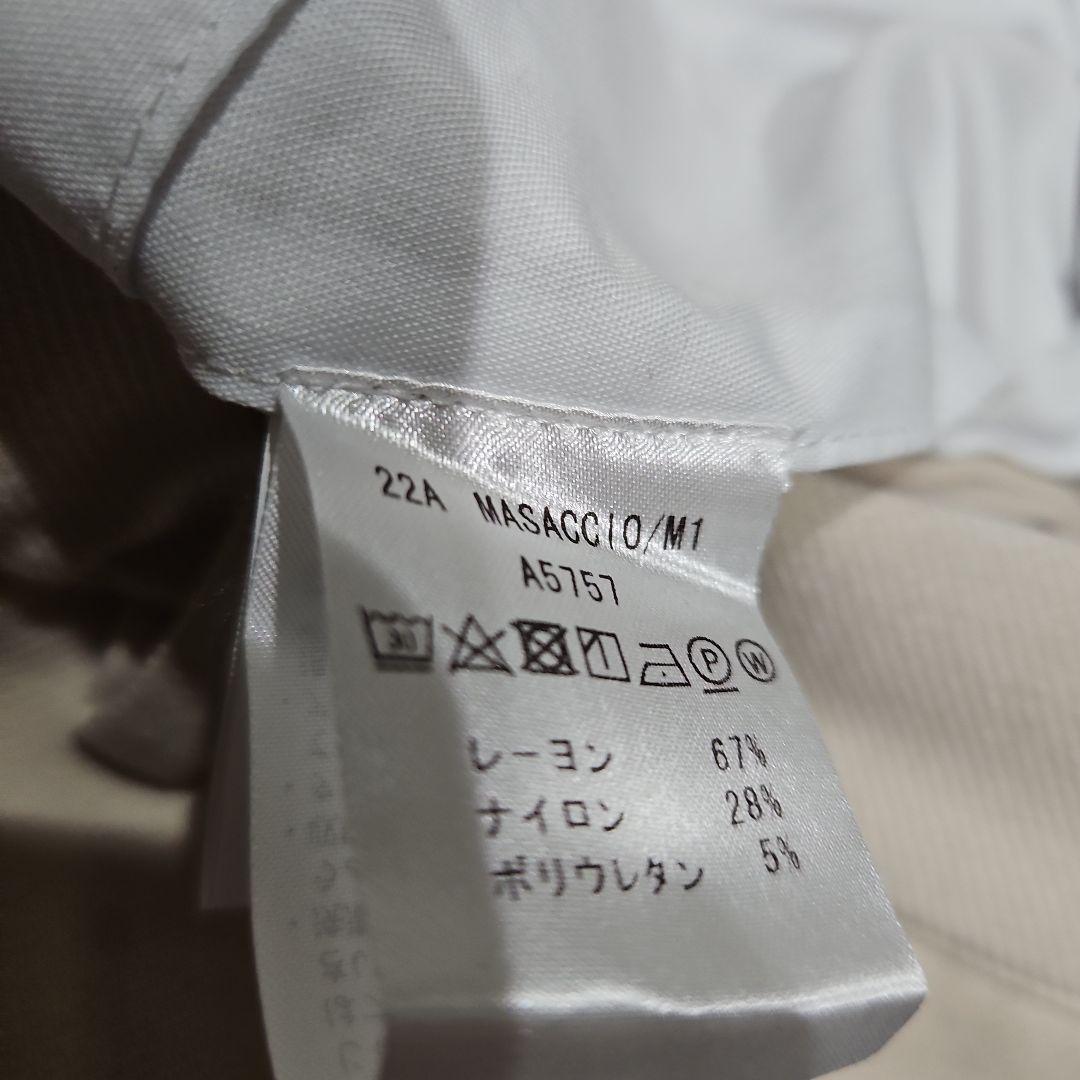 22A MASACCIO/M1
A5757
30
P W
レーヨン 67%
ナイロン 28%
ポリウレタン 5%